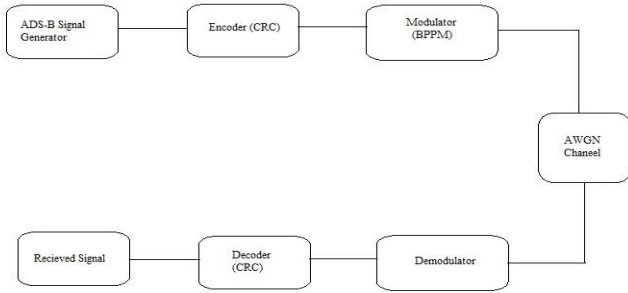 ADS-B Signal
Generator
Encoder (CRC)
Modulator
(BPPM)
AWGN
Chaneel
Recieved Signal
Decoder
(CRC)
Demodulator